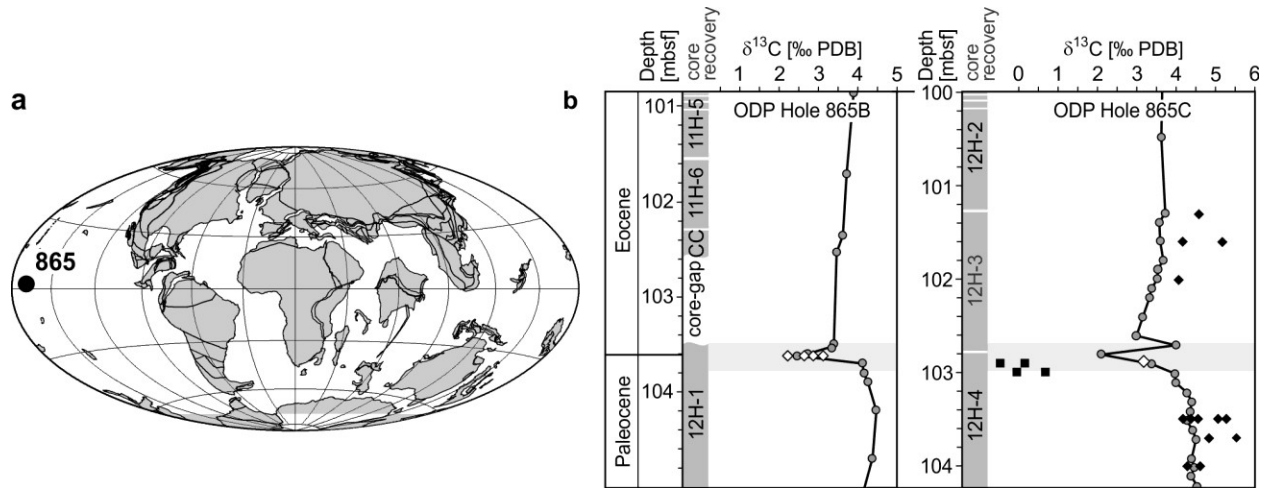 a
865
b
Depth
[mbsf]
core
recovery
δ¹³C [‰ PDB]
1 2 3 4 5
ODP Hole 865B
101
102
103
104
Eocene
Paleocene
11H-5
11H-6
CC
core-gap
12H-1
Depth
[mbsf]
core
recovery
δ¹³C [‰ PDB]
0 1 2 3 4 5 6
ODP Hole 865C
100
101
102
103
104
12H-2
12H-3
12H-4